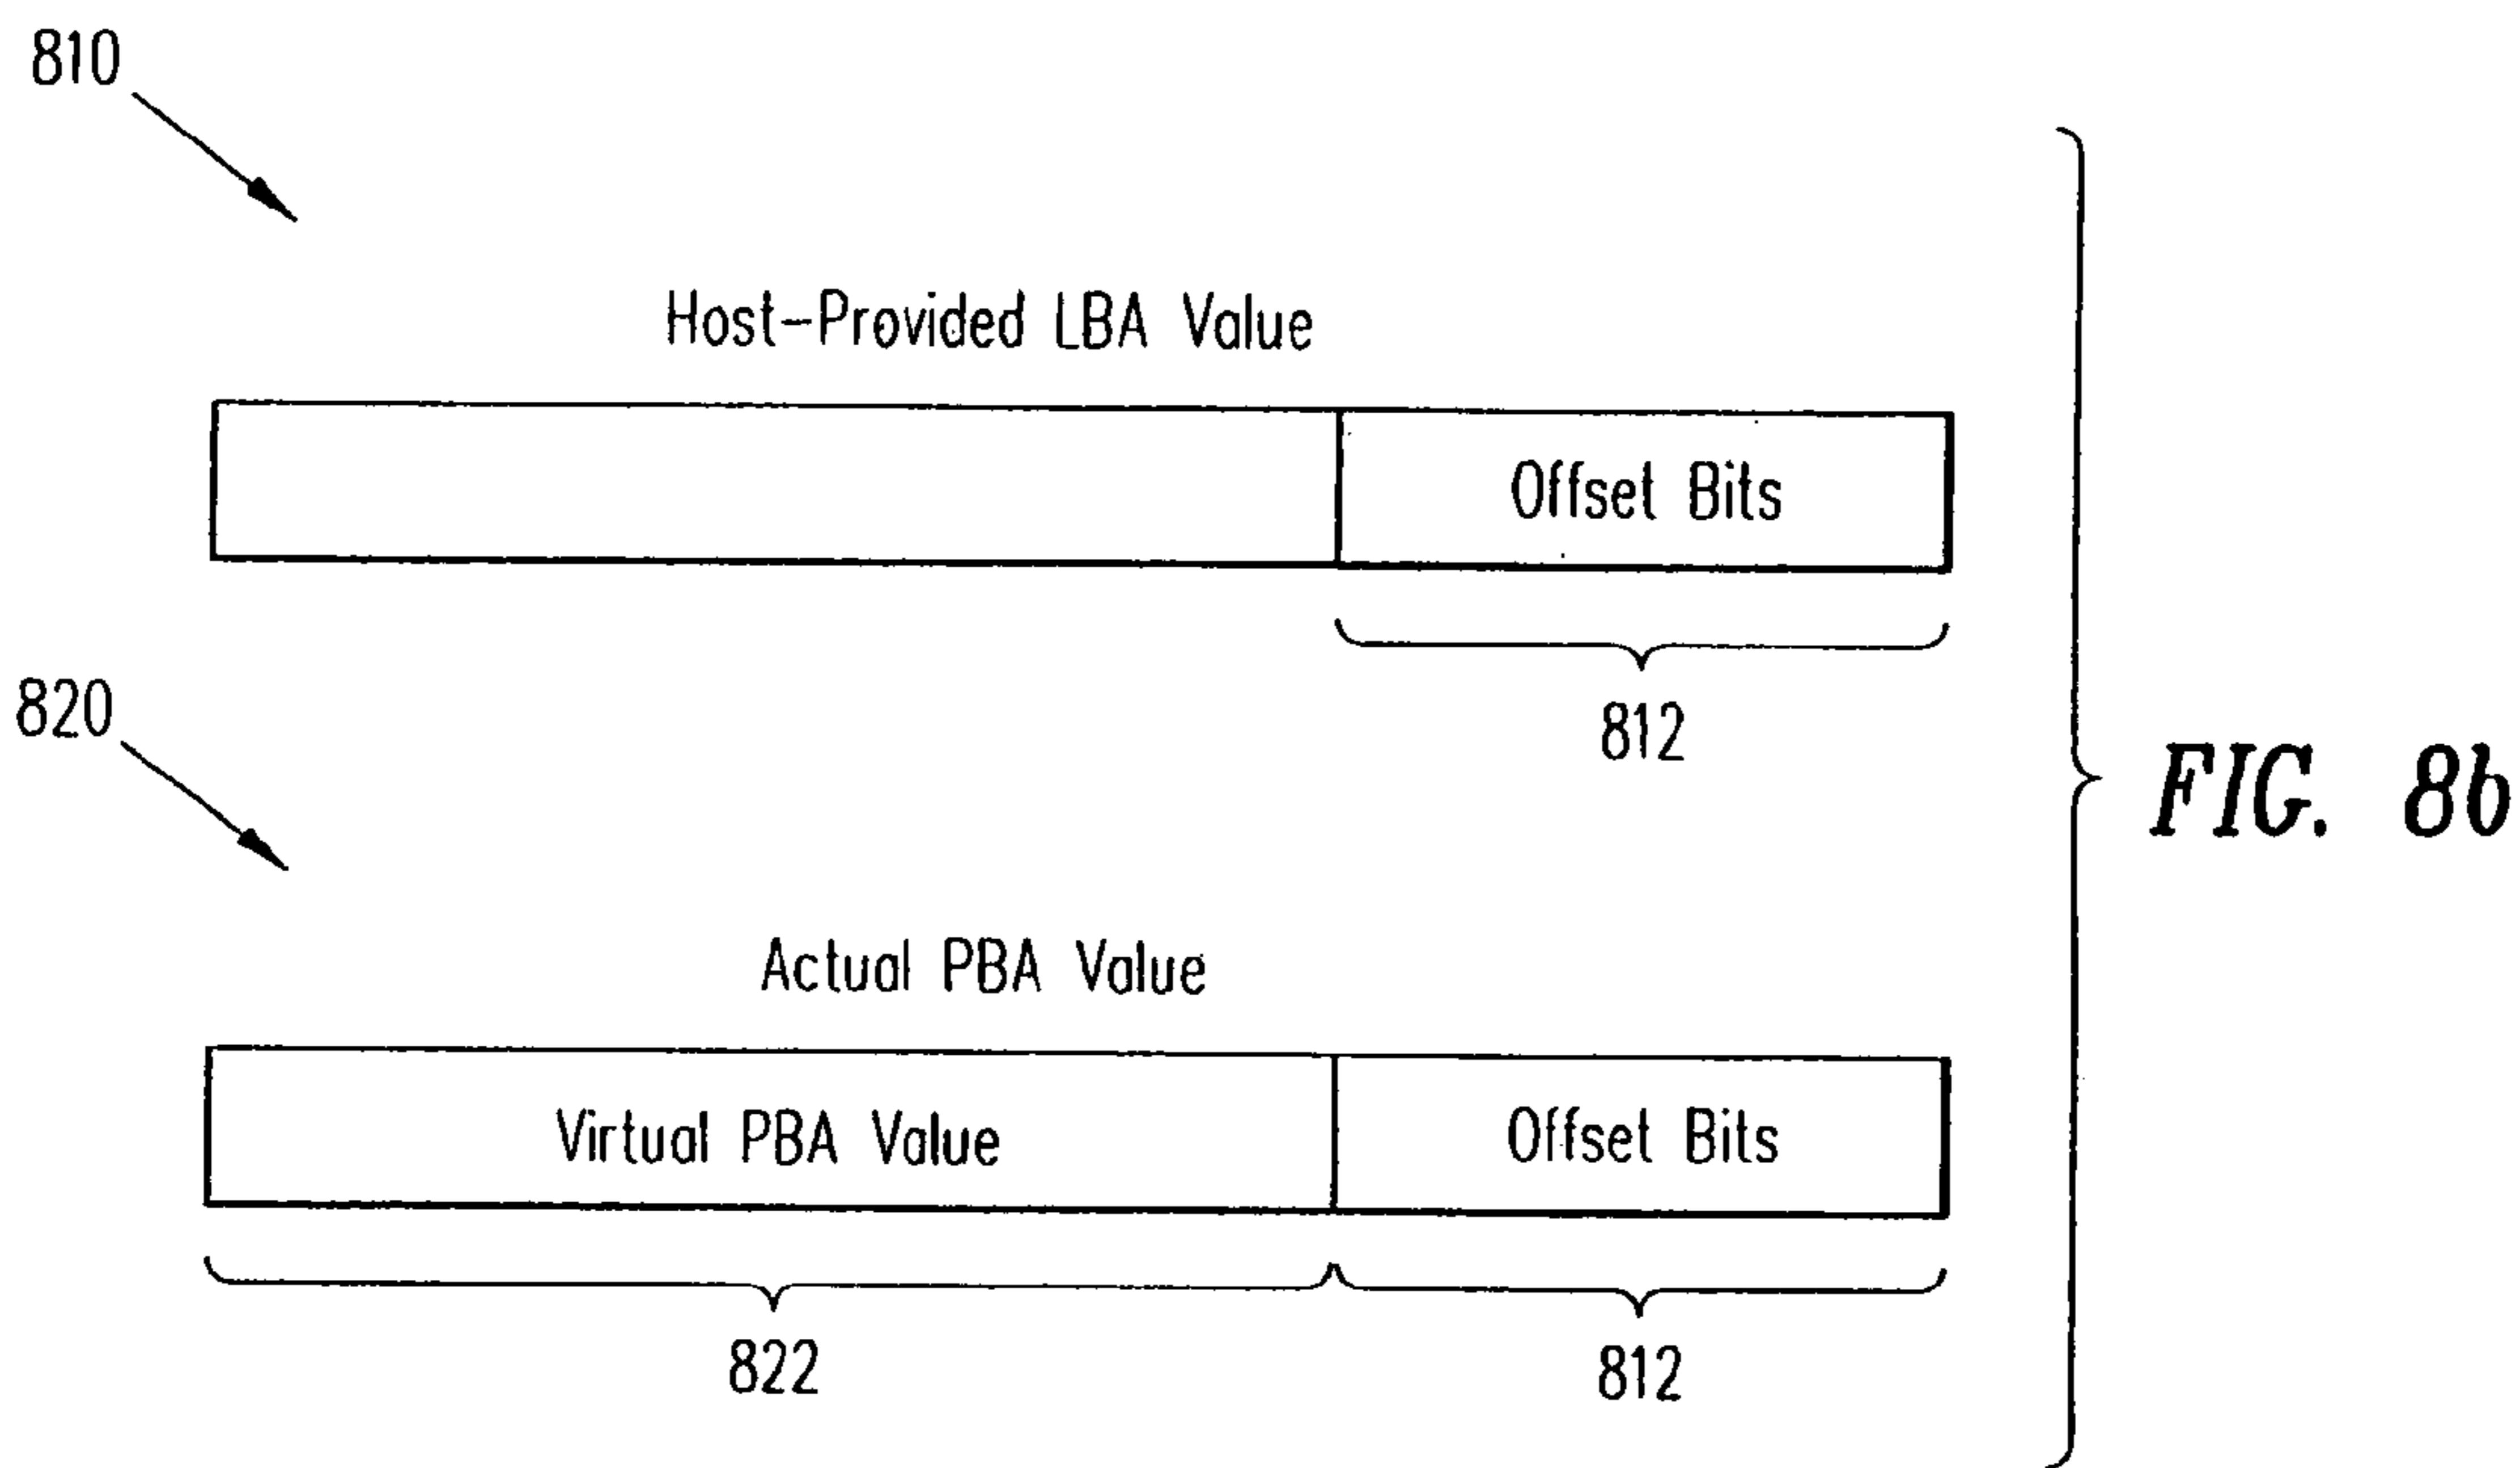 810
Host-Provided LBA Value
Offset Bits
812
820
FIG. 8b
Actual PBA Value
Virtual PBA Value Offset Bits
822 812